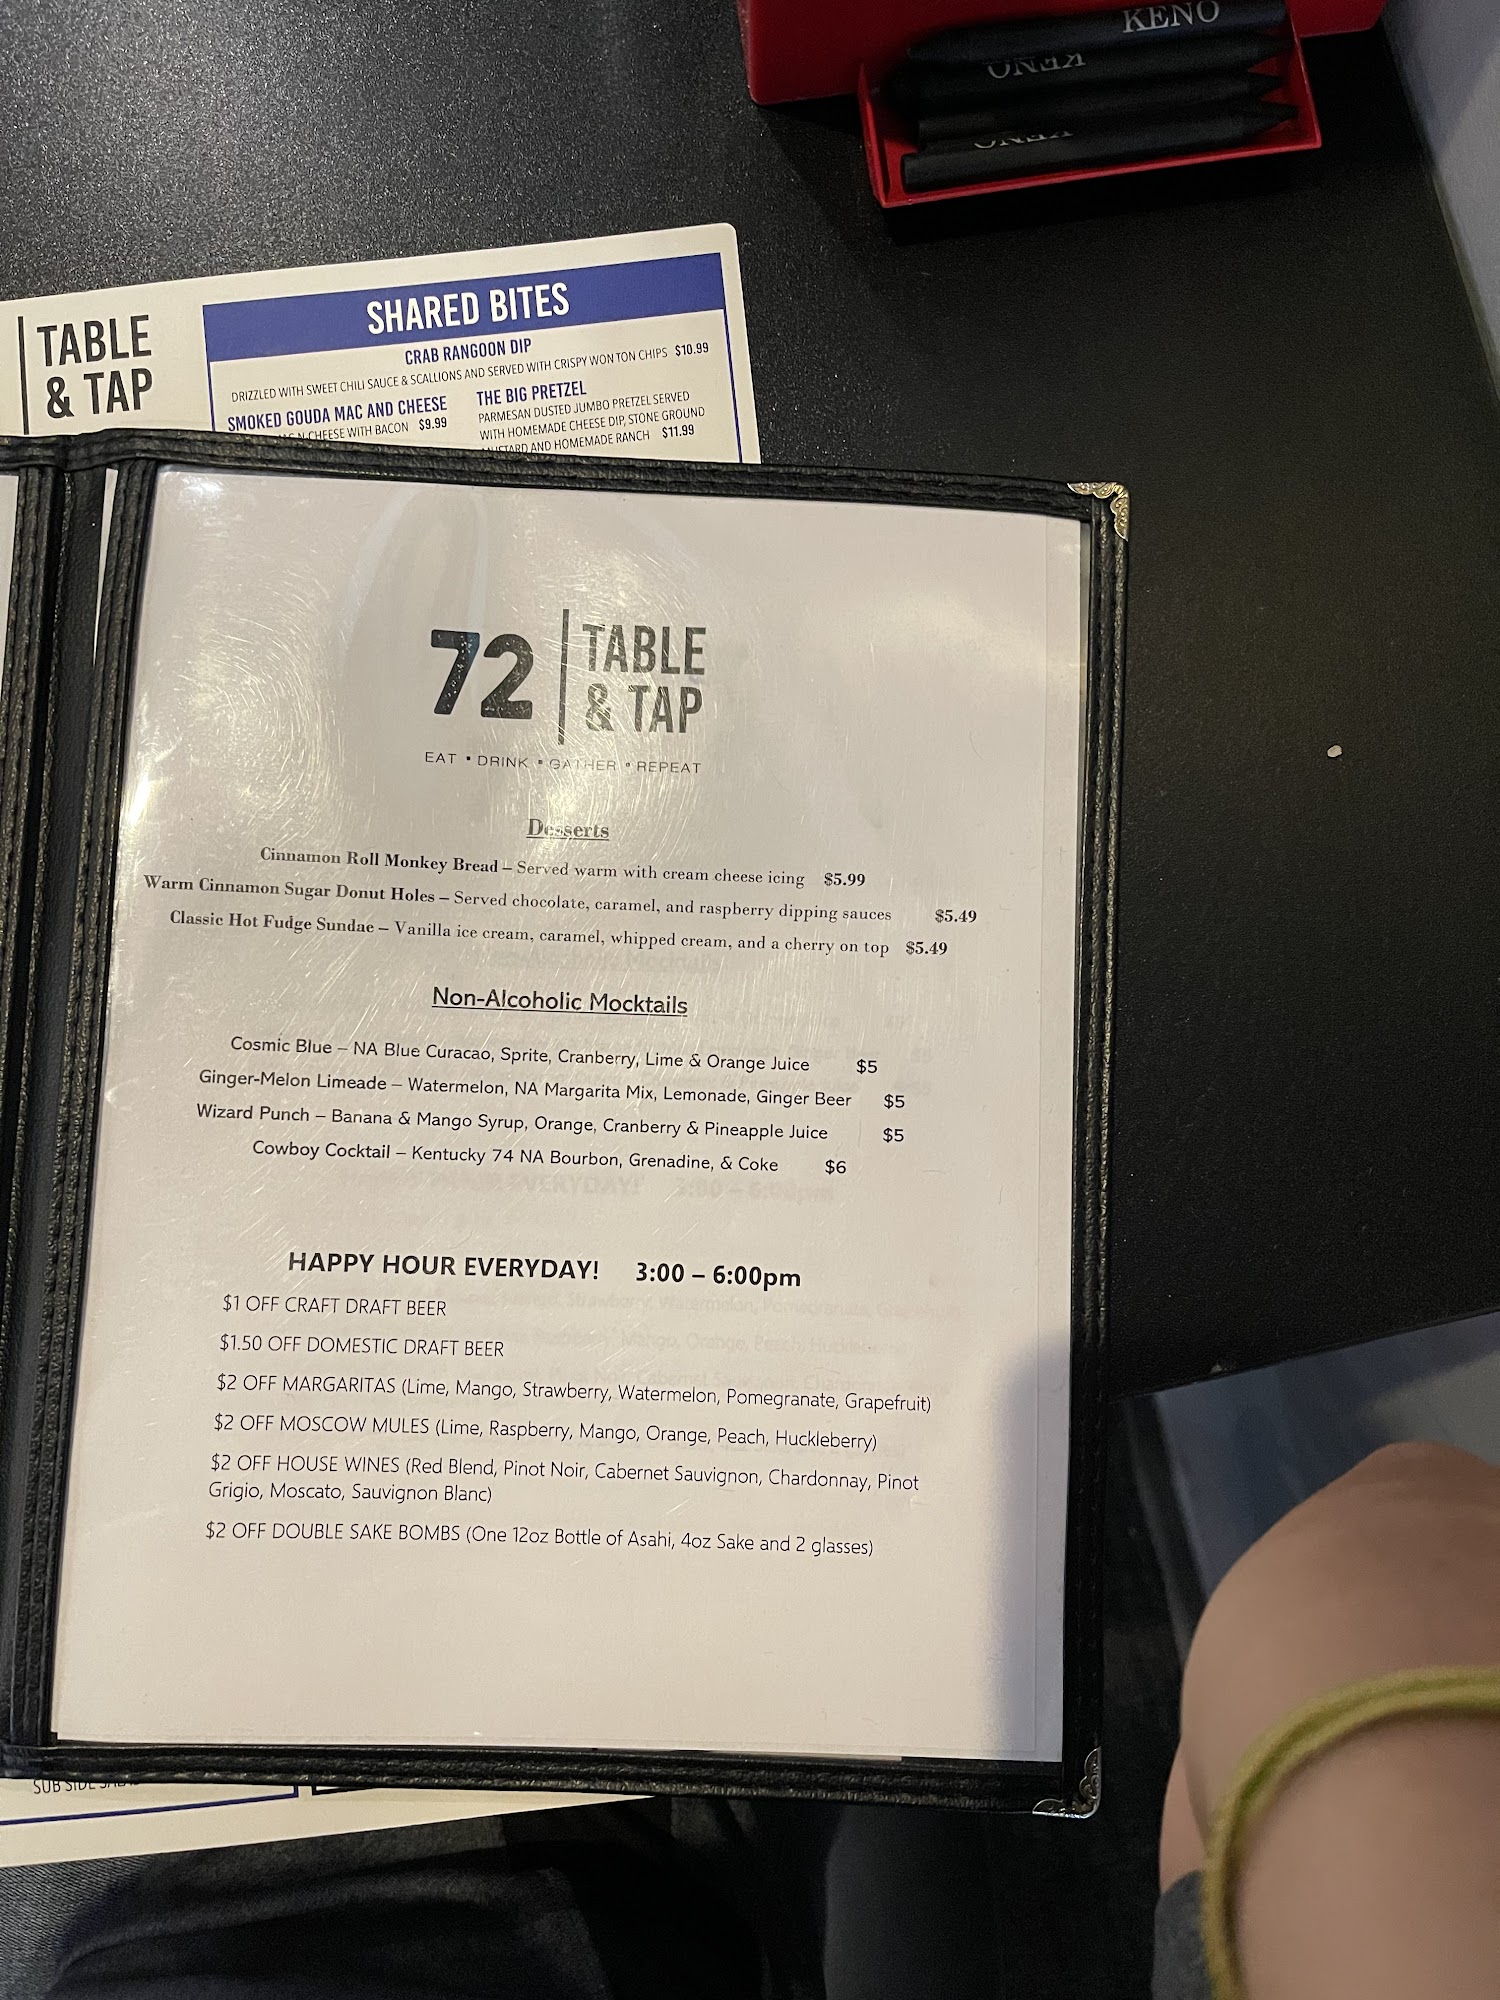 KENO
KENO
KENO
TABLE
& TAP
SHARED BITES
CRAB RANGOON DIP
DRIZZLED WITH SWEET CHILI SAUCE & SCALLIONS AND SERVED WITH CRISPY WON TON CHIPS $10.99
SMOKED GOUDA MAC AND CHEESE
CHEESE WITH BACON $9.99
THE BIG PRETZEL
PARMESAN DUSTED JUMBO PRETZEL SERVED
WITH HOMEMADE CHEESE DIP, STONE GROUND
MUSTARD AND HOMEMADE RANCH $11.99
72 TABLE
& TAP
EAT • DRINK • GATHER • REPEAT
Desserts
Cinnamon Roll Monkey Bread – Served warm with cream cheese icing $5.99
Warm Cinnamon Sugar Donut Holes – Served chocolate, caramel, and raspberry dipping sauces $5.49
Classic Hot Fudge Sundae – Vanilla ice cream, caramel, whipped cream, and a cherry on top $5.49
Non-Alcoholic Mocktails
Cosmic Blue – NA Blue Curacao, Sprite, Cranberry, Lime & Orange Juice $5
Ginger-Melon Limeade – Watermelon, NA Margarita Mix, Lemonade, Ginger Beer $5
Wizard Punch – Banana & Mango Syrup, Orange, Cranberry & Pineapple Juice $5
Cowboy Cocktail – Kentucky 74 NA Bourbon, Grenadine, & Coke $6
HAPPY HOUR EVERYDAY! 3:00 – 6:00pm
$1 OFF CRAFT DRAFT BEER
$1.50 OFF DOMESTIC DRAFT BEER
$2 OFF MARGARITAS (Lime, Mango, Strawberry, Watermelon, Pomegranate, Grapefruit)
$2 OFF MOSCOW MULES (Lime, Raspberry, Mango, Orange, Peach, Huckleberry)
$2 OFF HOUSE WINES (Red Blend, Pinot Noir, Cabernet Sauvignon, Chardonnay, Pinot
Grigio, Moscato, Sauvignon Blanc)
$2 OFF DOUBLE SAKE BOMBS (One 12oz Bottle of Asahi, 4oz Sake and 2 glasses)
SUB SIDE